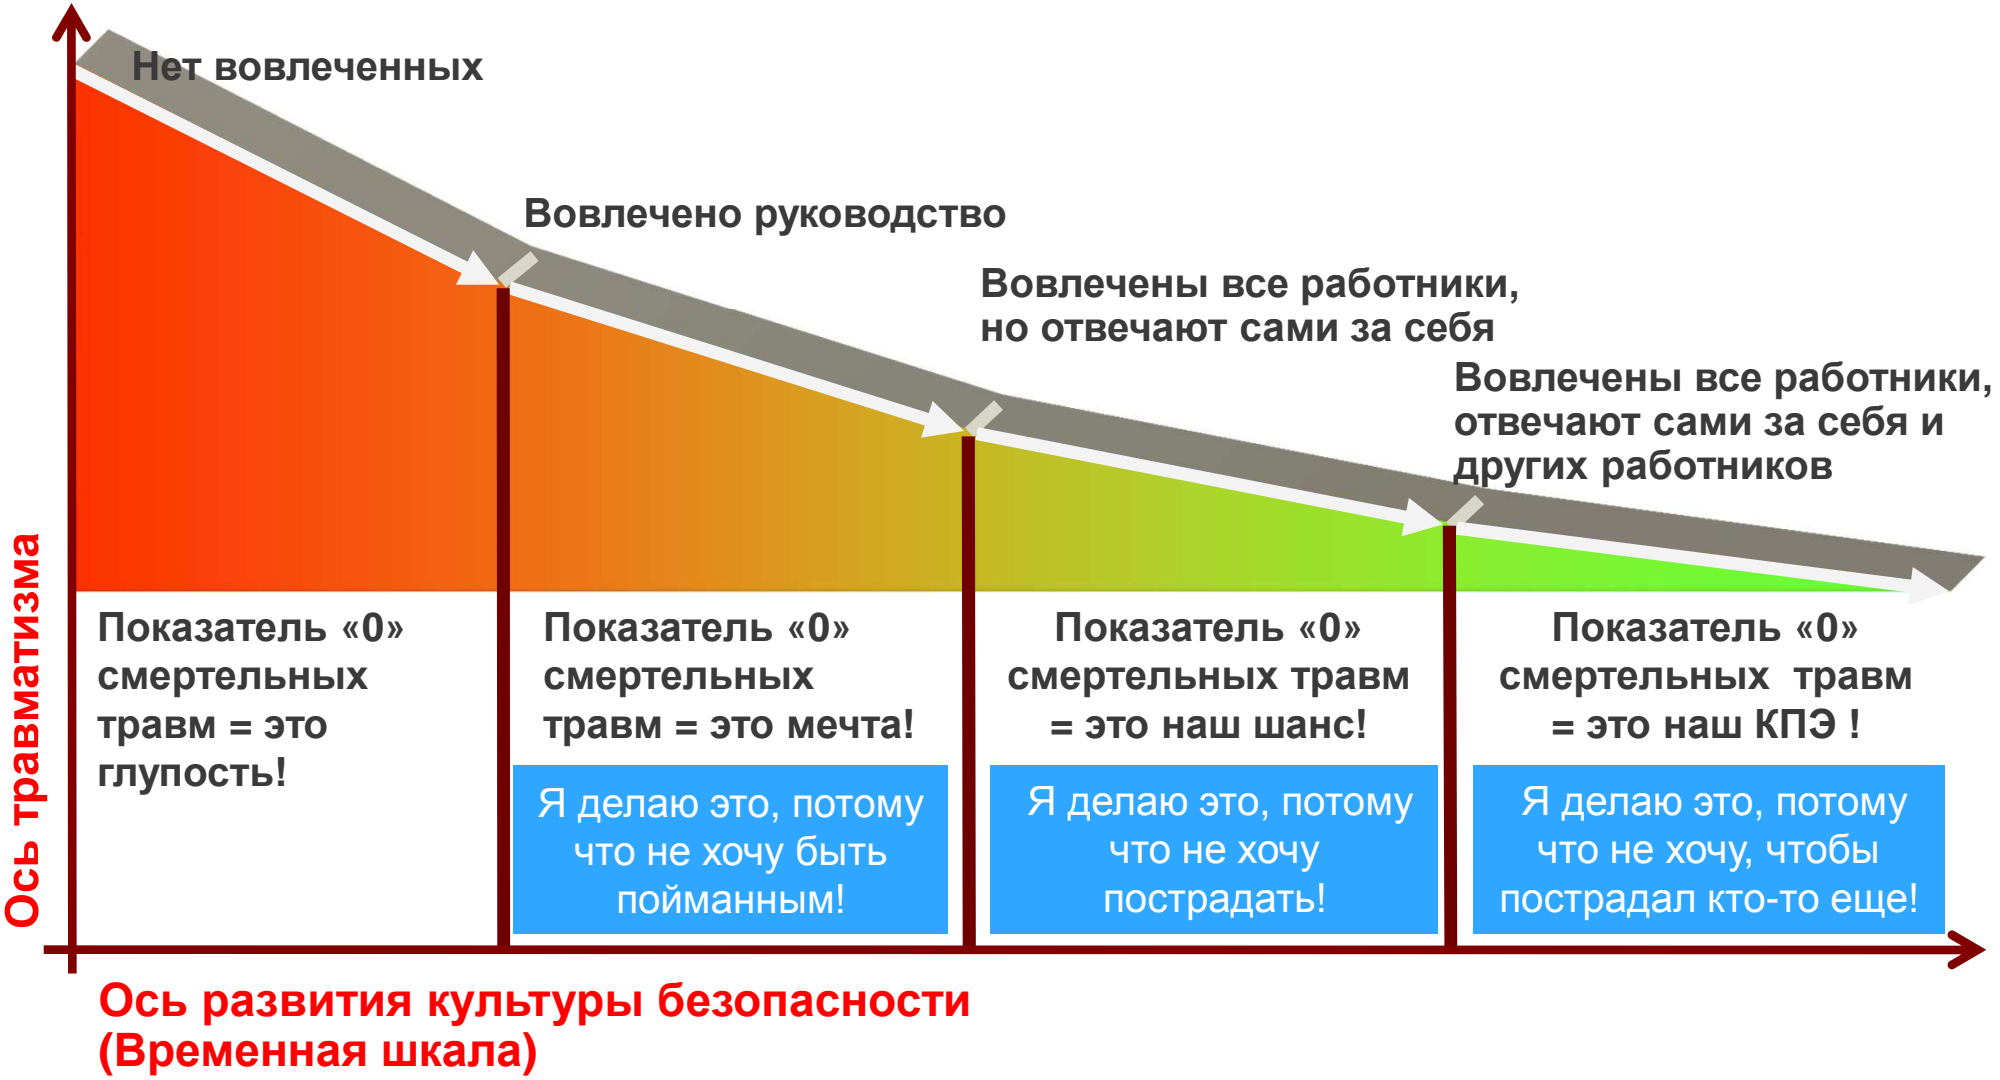 Нет вовлеченных
Вовлечено руководство
Вовлечены все работники,
но отвечают сами за себя
Вовлечены все работники,
отвечают сами за себя и
других работников
Ось травматизма
Показатель «0»
смертельных
травм = это
глупость!
Показатель «0»
смертельных
травм = это мечта!
Я делаю это, потому
что не хочу быть
пойманным!
Показатель «0»
смертельных травм
= это наш шанс!
Я делаю это, потому
что не хочу
пострадать!
Показатель «0»
смертельных  травм
= это наш КПЭ !
Я делаю это, потому
что не хочу, чтобы
пострадал кто-то еще!
Ось развития культуры безопасности
(Временная шкала)